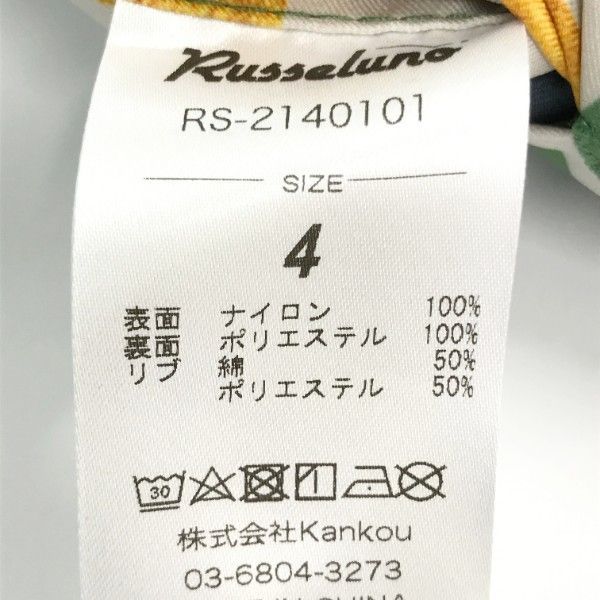 Russeluno
RS-2140101
SIZE
4
表面 ナイロン 100%
裏面 ポリエステル 100%
リブ 綿 50%
ポリエステル 50%
30
株式会社Kankou
03-6804-3273